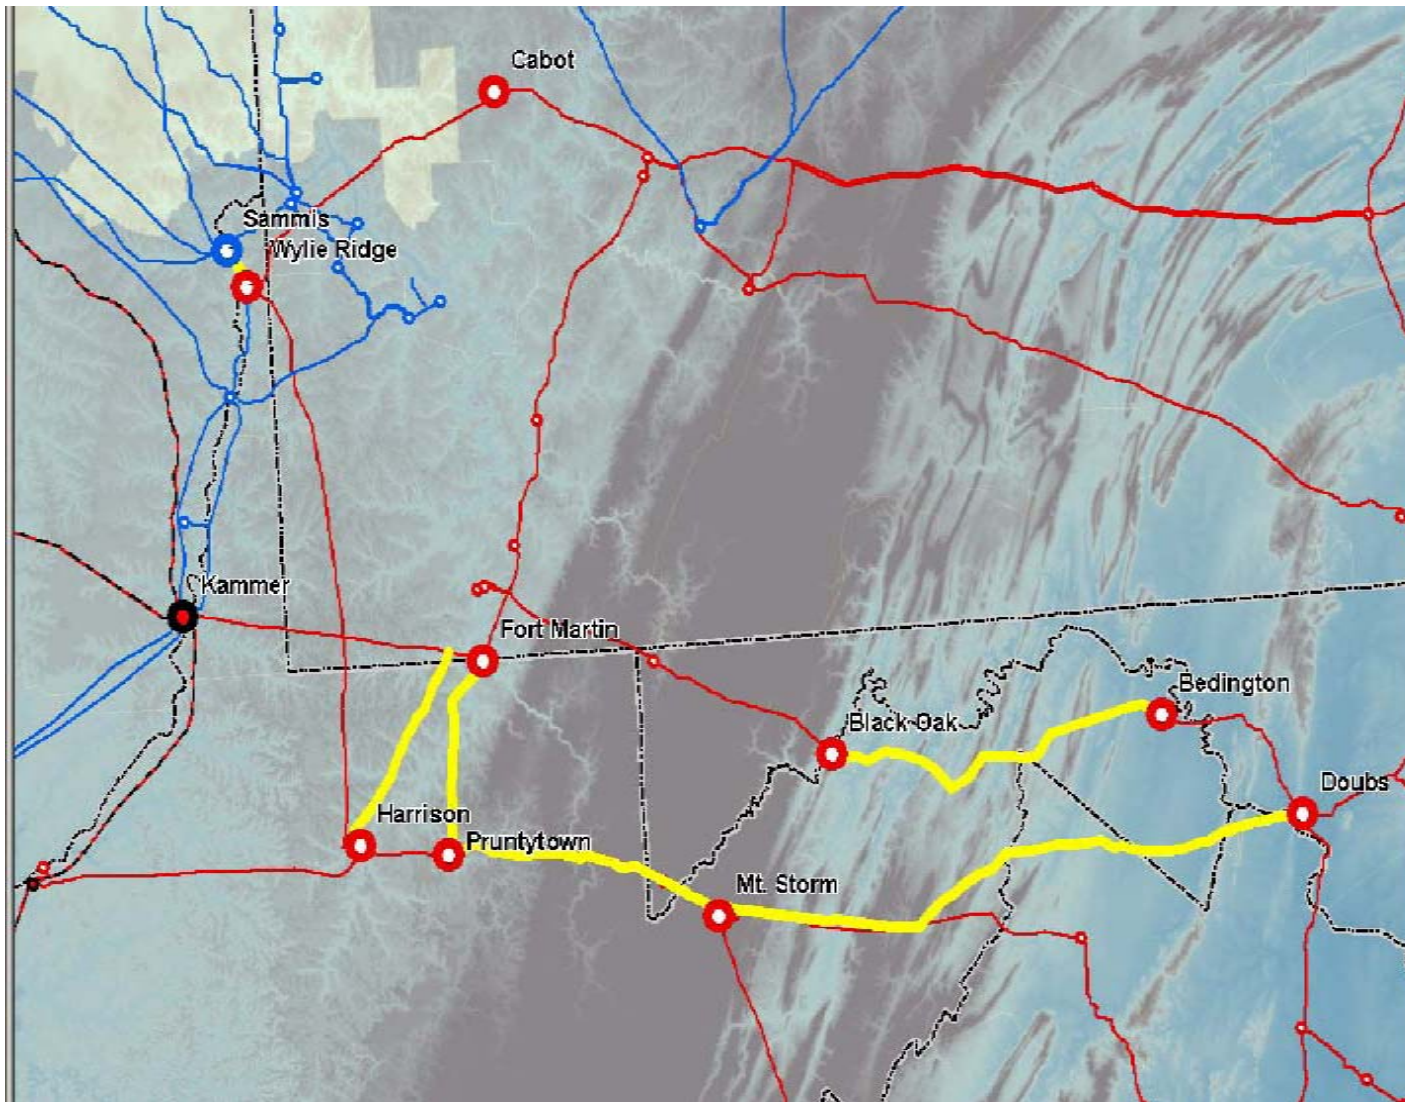 Cabot
Sammis
Wylie Ridge
Kammer
Fort Martin
Bedington
Black Oak
Doubs
Harrison
Pruntytown
Mt. Storm